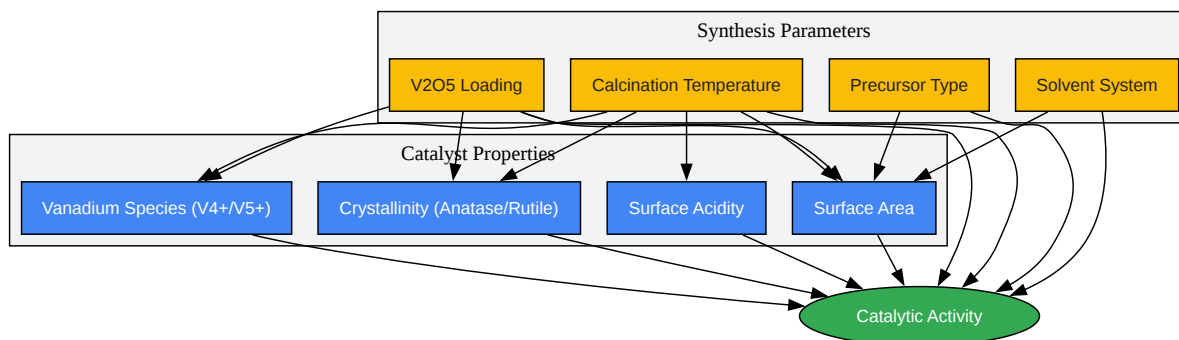 Synthesis Parameters
V2O5 Loading
Calcination Temperature
Precursor Type
Solvent System
Catalyst Properties
Vanadium Species (V4+/V5+)
Crystallinity (Anatase/Rutile)
Surface Acidity
Surface Area
Catalytic Activity